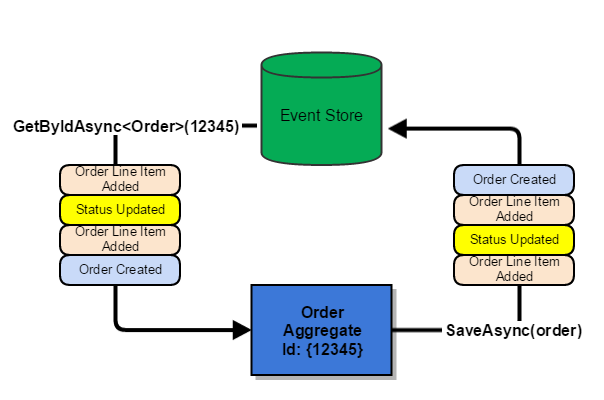 Event Store
GetByIdAsync<Order>(12345)
Order Line Item
Added
Status Updated
Order Line Item
Added
Order Created
Order Created
Order Line Item
Added
Status Updated
Order Line Item
Added
Order
Aggregate
Id: {12345}
SaveAsync(order)